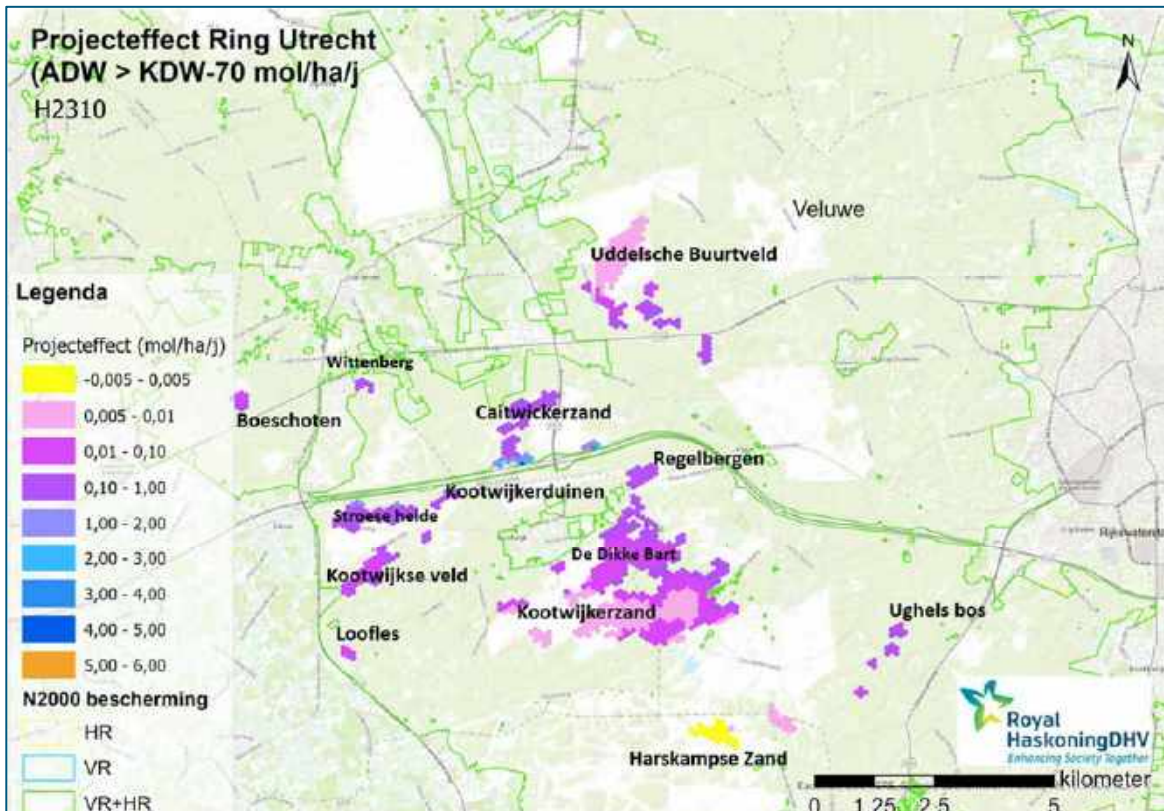 Projecteffect Ring Utrecht
(ADW > KDW-70 mol/ha/j
H2310
N
Veluwe
Uddelsche Buurtveld
Legenda
Projecteffect (mol/ha/j)
-0,005 - 0,005
0,005 - 0,01
0,01 - 0,10
0,10 - 1,00
1,00 - 2,00
2,00 - 3,00
3,00 - 4,00
4,00 - 5,00
5,00 - 6,00
N2000 bescherming
HR
VR
VR+HR
Wittenberg
Boeschoten
Caitwickerzand
Regelbergen
Kootwijkerduinen
Stroese heide
De Dikke Bart
Kootwijkse veld
Kootwijkerzand
Ughels bos
Loofles
Harskampse Zand
Royal
HaskoningDHV
Enhancing Society Together
kilometer
0 1,25 2,5 5